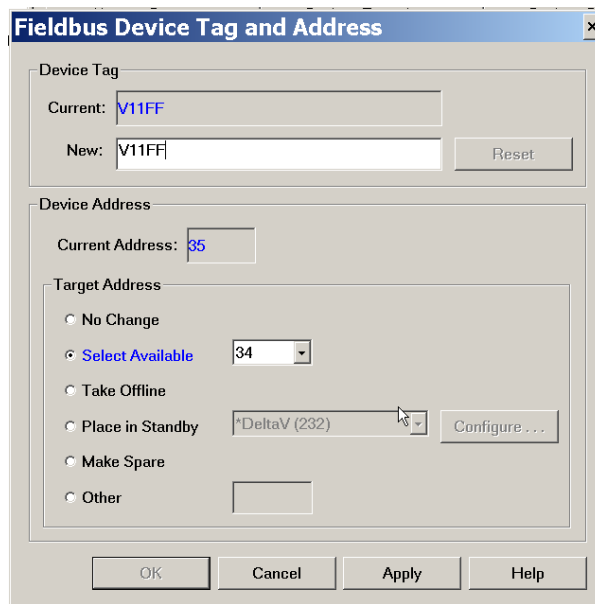 Fieldbus Device Tag and Address
Device Tag
Current: V11FF
New: V11FF Reset
Device Address
Current Address: 35
Target Address
No Change
Select Available 34
Take Offline
Place in Standby *DeltaV (232) Configure . . .
Make Spare
Other
OK Cancel Apply Help